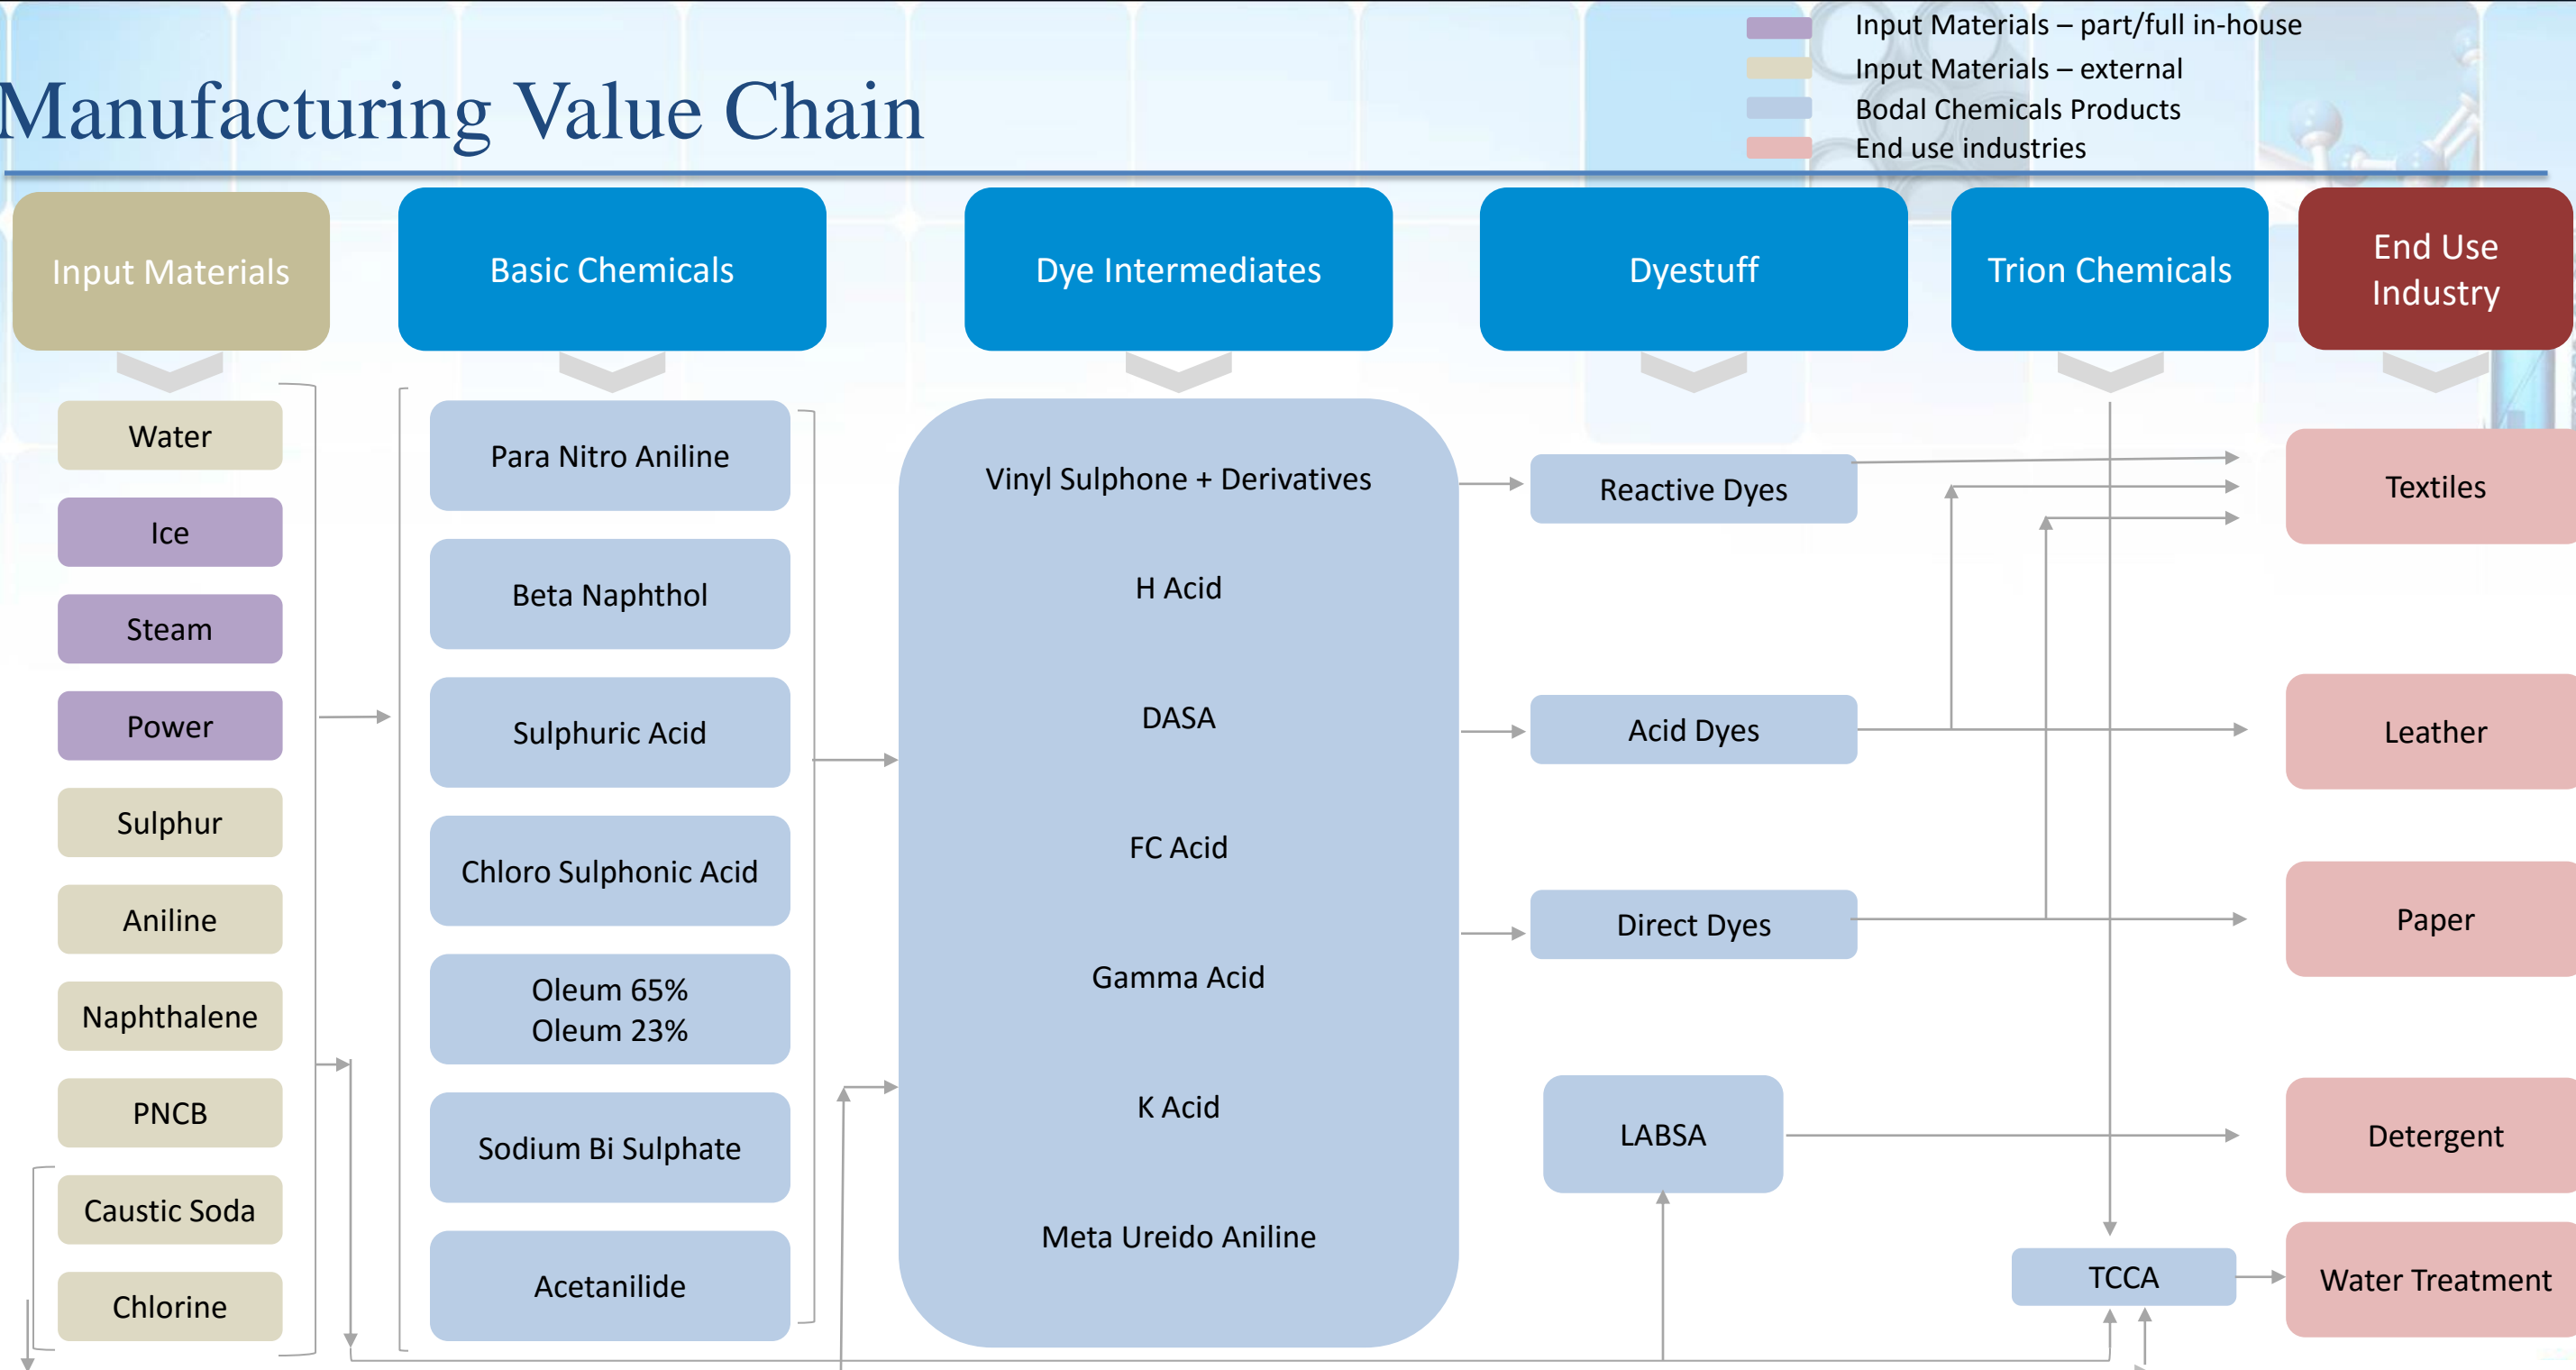 Input Materials – part/full in-house
Input Materials – external
Bodal Chemicals Products
End use industries
Manufacturing Value Chain
Input Materials
Basic Chemicals
Dye Intermediates
Dyestuff
Trion Chemicals
End Use
Industry
Water
Ice
Steam
Power
Sulphur
Aniline
Naphthalene
PNCB
Caustic Soda
Chlorine
Para Nitro Aniline
Beta Naphthol
Sulphuric Acid
Chloro Sulphonic Acid
Oleum 65%
Oleum 23%
Sodium Bi Sulphate
Acetanilide
Vinyl Sulphone + Derivatives
H Acid
DASA
FC Acid
Gamma Acid
K Acid
Meta Ureido Aniline
Reactive Dyes
Acid Dyes
Direct Dyes
LABSA
TCCA
Textiles
Leather
Paper
Detergent
Water Treatment